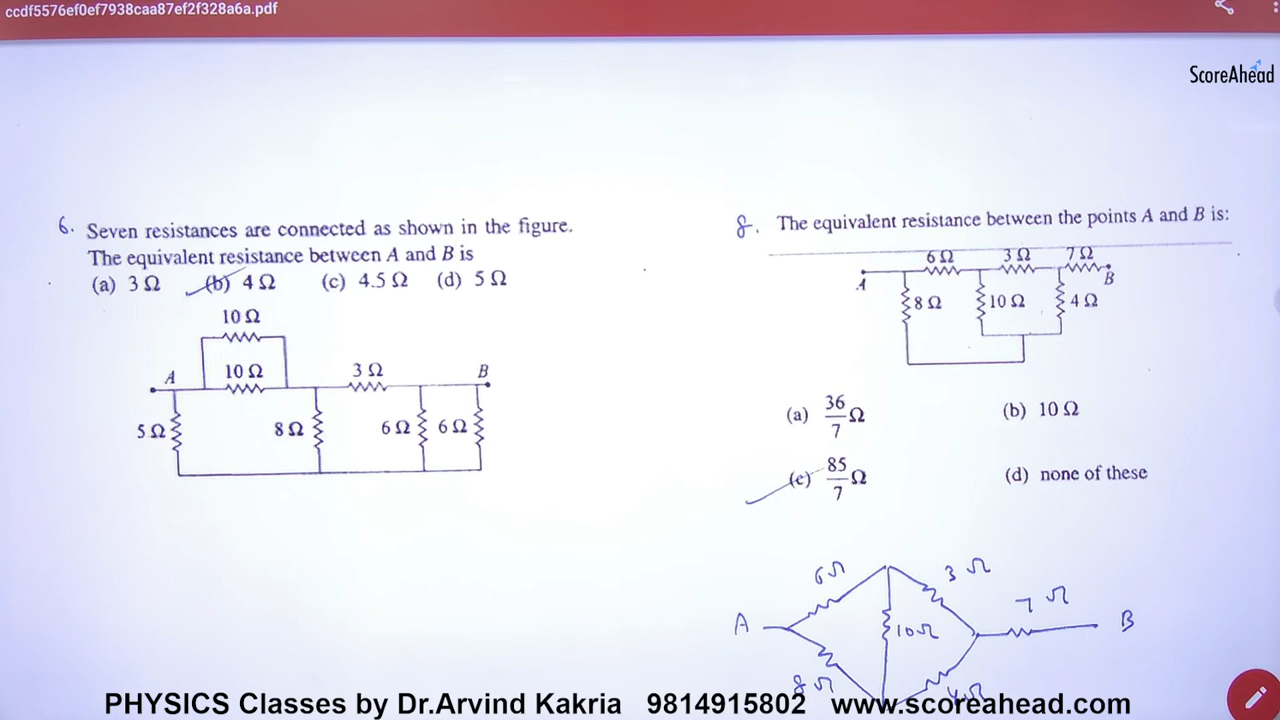 ccdf5576ef0ef7938caa87ef2f328a6a.pdf
ScoreAhead
6. Seven resistances are connected as shown in the figure.
The equivalent resistance between A and B is
(a) 3 Ω (b) 4 Ω (c) 4.5 Ω (d) 5 Ω
10 Ω
A 10 Ω 3 Ω B
5 Ω 8 Ω 6 Ω 6 Ω
8. The equivalent resistance between the points A and B is:
6 Ω 3 Ω 7 Ω
A B
8 Ω 10 Ω 4 Ω
(a) 36/7 Ω (b) 10 Ω
(c) 85/7 Ω (d) none of these
6Ω 3 Ω
7 Ω
A 10Ω B
8Ω 4Ω
PHYSICS Classes by Dr.Arvind Kakria 9814915802 www.scoreahead.com